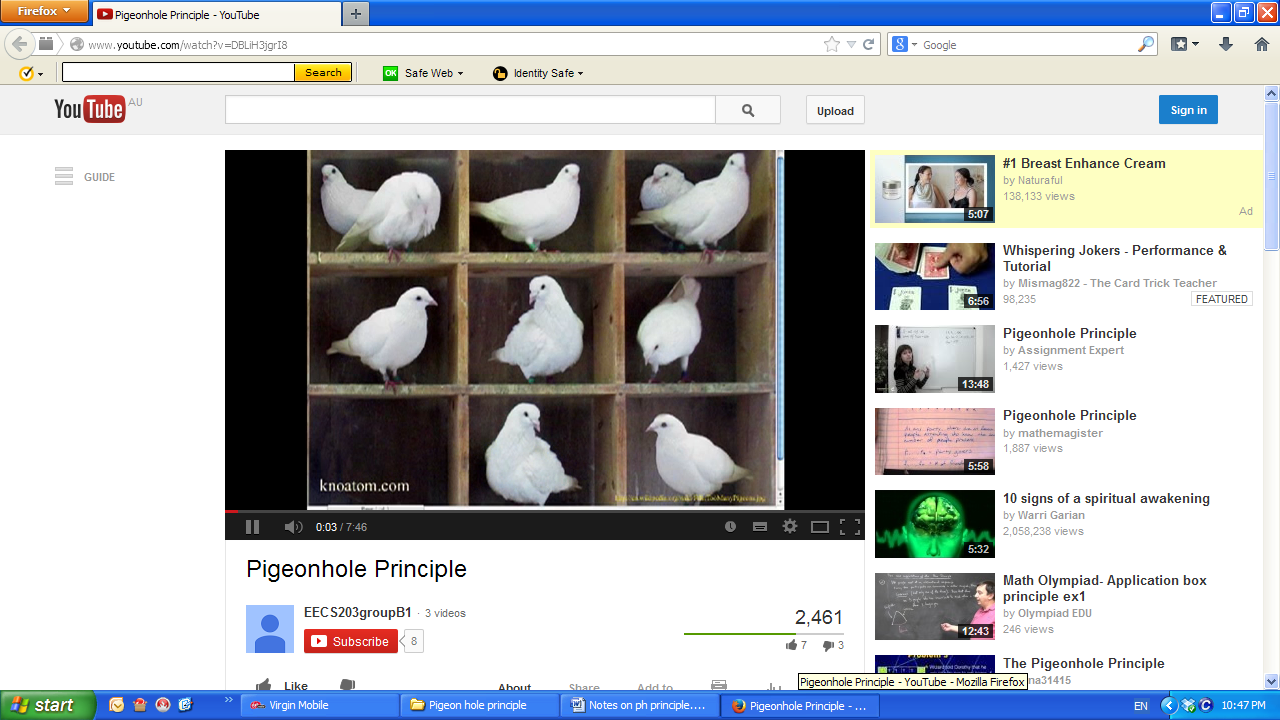 Firefox
Pigeonhole Principle - YouTube
www.youtube.com/watch?v=DBLiH3jgrI8
Google
Search
OK Safe Web
Identity Safe
YouTube AU
Upload
Sign in
GUIDE
knoatom.com
0:03 / 7:46
Pigeonhole Principle
EECS203groupB1 · 3 videos
Subscribe 8
2,461
7 3
Like
About
Share
Add to
5:07
#1 Breast Enhance Cream
by Naturaful
138,133 views
Ad
6:56
Whispering Jokers - Performance &
Tutorial
by Mismag822 - The Card Trick Teacher
98,235
FEATURED
13:48
Pigeonhole Principle
by Assignment Expert
1,427 views
5:58
Pigeonhole Principle
by mathemagister
1,887 views
5:32
10 signs of a spiritual awakening
by Warri Garian
2,058,238 views
12:43
Math Olympiad- Application box
principle ex1
by Olympiad EDU
246 views
The Pigeonhole Principle
Pigeonhole Principle - YouTube - Mozilla Firefox
start
Virgin Mobile
Pigeon hole principle
Notes on ph principle....
Pigeonhole Principle - ...
EN
10:47 PM